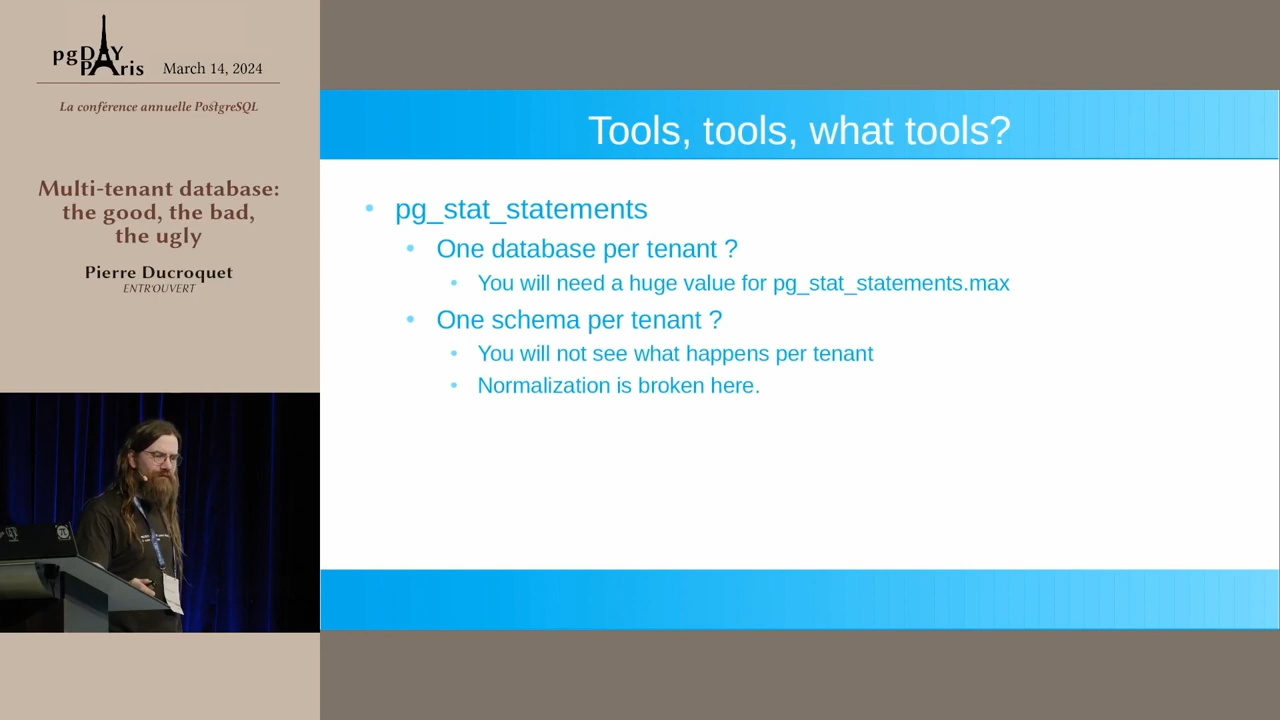 pgDAY
PAris
March 14, 2024
La conférence annuelle PostgreSQL
Multi-tenant database:
the good, the bad,
the ugly
Pierre Ducroquet
ENTR'OUVERT
Tools, tools, what tools?
• pg_stat_statements
• One database per tenant ?
• You will need a huge value for pg_stat_statements.max
• One schema per tenant ?
• You will not see what happens per tenant
• Normalization is broken here.